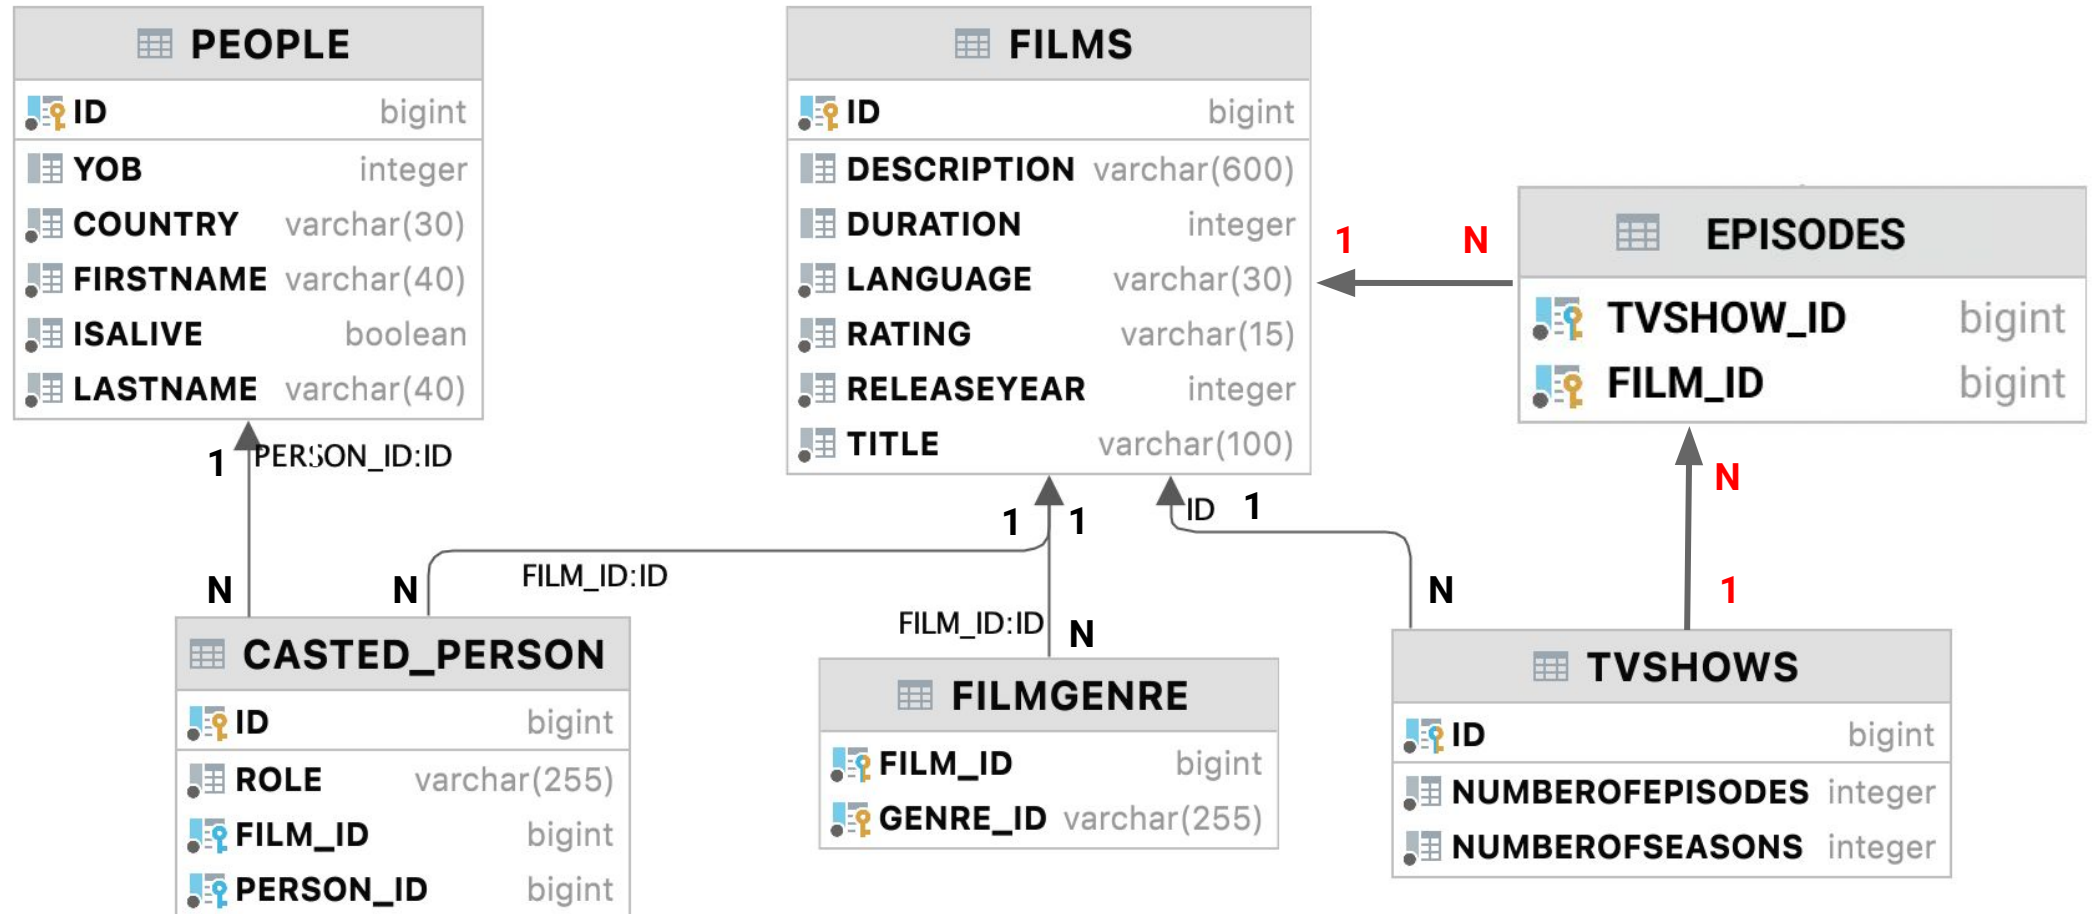 PEOPLE
ID bigint
YOB integer
COUNTRY varchar(30)
FIRSTNAME varchar(40)
ISALIVE boolean
LASTNAME varchar(40)
FILMS
ID bigint
DESCRIPTION varchar(600)
DURATION integer
LANGUAGE varchar(30)
RATING varchar(15)
RELEASEYEAR integer
TITLE varchar(100)
1 N
EPISODES
TVSHOW_ID bigint
FILM_ID bigint
1 PERSON_ID:ID
N
N
FILM_ID:ID
1 1
FILM_ID:ID N
ID 1
N
N
1
CASTED_PERSON
ID bigint
ROLE varchar(255)
FILM_ID bigint
PERSON_ID bigint
FILMGENRE
FILM_ID bigint
GENRE_ID varchar(255)
TVSHOWS
ID bigint
NUMBEROFEPISODES integer
NUMBEROFSEASONS integer